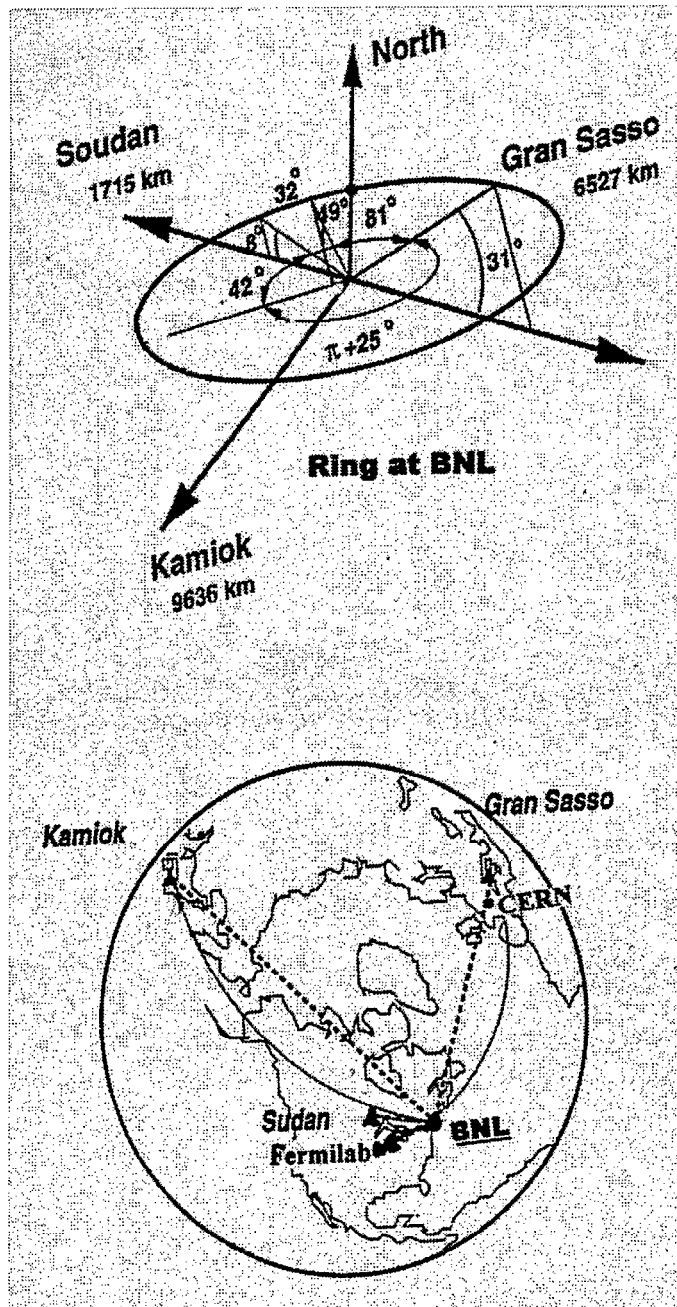 North
Soudan
1715 km
Gran Sasso
6527 km
32°
49°
81°
8°
42°
31°
π+25°
Ring at BNL
Kamiok
9636 km
Kamiok
Gran Sasso
CERN
Sudan
BNL
Fermilab